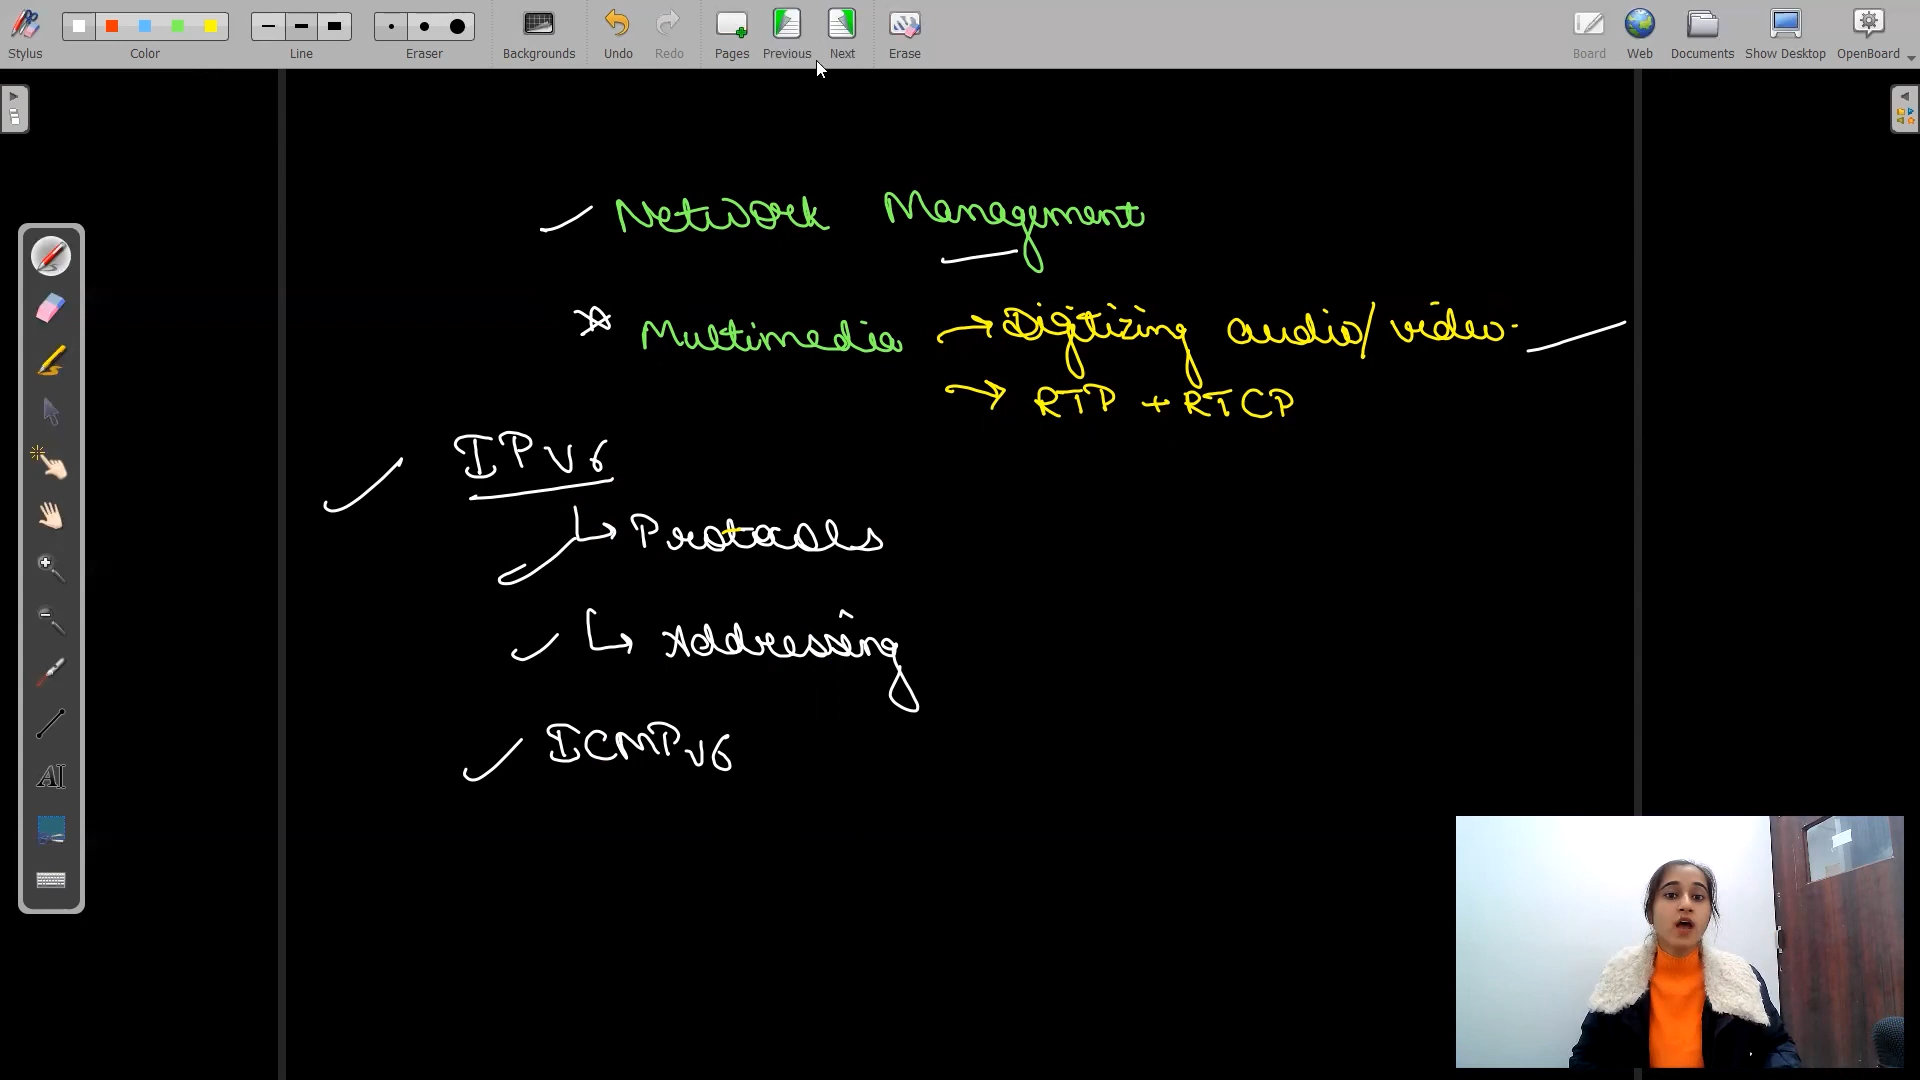 Stylus Color Line Eraser Backgrounds Undo Redo Pages Previous Next Erase Board Web Documents Show Desktop OpenBoard
Network Management
Multimedia → Digitizing audio/video.
→ RTP + RTCP
IPv6
↳ Protocols
↳ Addressing
ICMPv6
AI